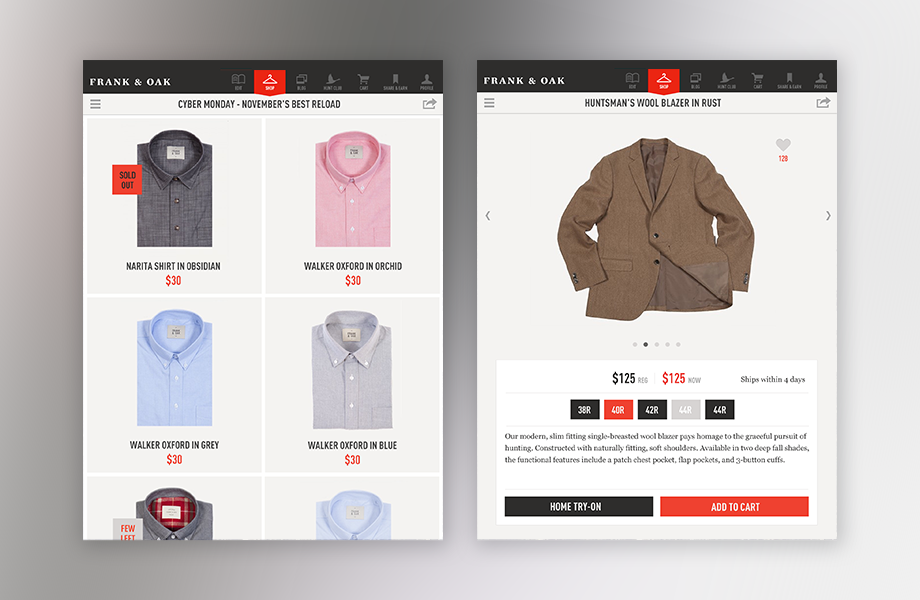 FRANK & OAK
SHOP
BLOG
HUNT CLUB
CART
SHARE & EARN
PROFILE
CYBER MONDAY - NOVEMBER'S BEST RELOAD
SOLD
OUT
NARITA SHIRT IN OBSIDIAN
$30
WALKER OXFORD IN ORCHID
$30
WALKER OXFORD IN GREY
$30
WALKER OXFORD IN BLUE
$30
FEW
LEFT
FRANK & OAK
SHOP
BLOG
HUNT CLUB
CART
SHARE & EARN
PROFILE
HUNTSMAN'S WOOL BLAZER IN RUST
128
$125 REG $125 NOW Ships within 4 days
38R 40R 42R 44R 44R
Our modern, slim fitting single-breasted wool blazer pays homage to the graceful pursuit of
hunting. Constructed with naturally fitting, soft shoulders. Available in two deep fall shades,
the functional features include a patch chest pocket, flap pockets, and 3-button cuffs.
HOME TRY-ON
ADD TO CART